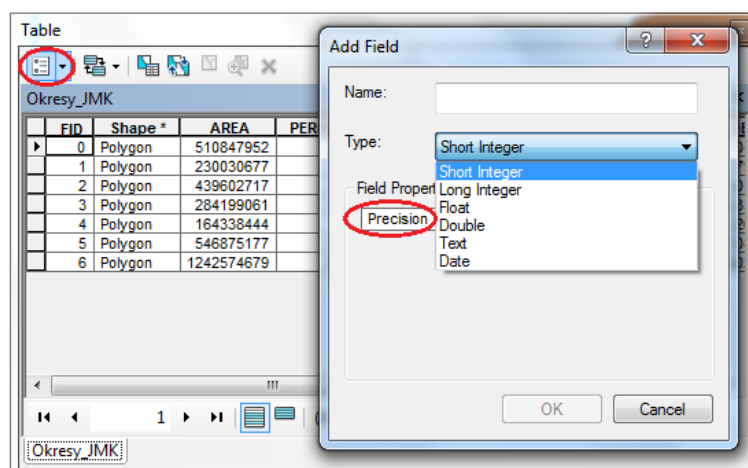 Table
Okresy_JMK
FID Shape * AREA PER
0 Polygon 510847952
1 Polygon 230030677
2 Polygon 439602717
3 Polygon 284199061
4 Polygon 164338444
5 Polygon 546875177
6 Polygon 1242574679
1
Okresy_JMK
Add Field
Name:
Type: Short Integer
Short Integer
Long Integer
Float
Double
Text
Date
Field Propert
Precision
OK Cancel